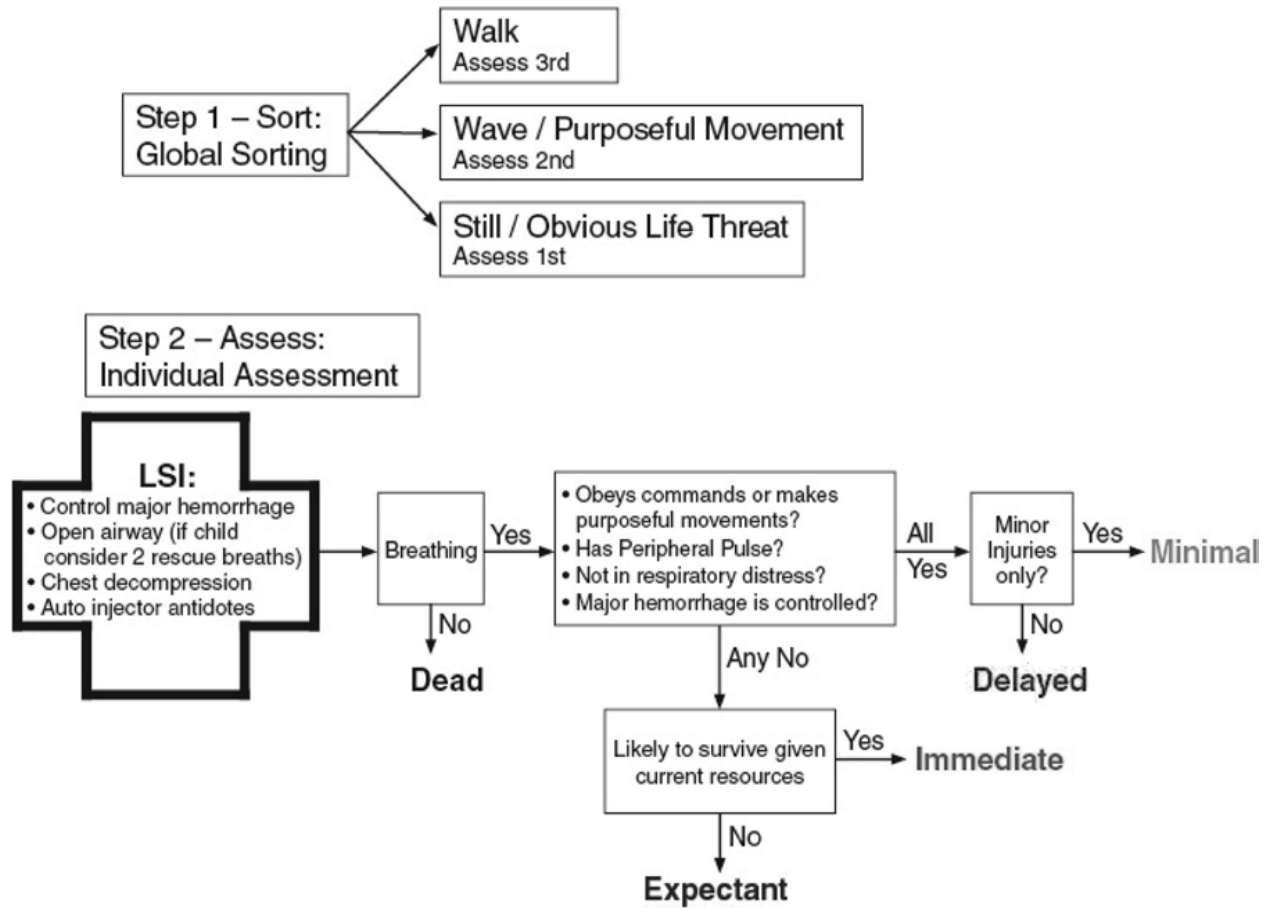 Walk
Assess 3rd
Step 1 – Sort:
Global Sorting
Wave / Purposeful Movement
Assess 2nd
Still / Obvious Life Threat
Assess 1st
Step 2 – Assess:
Individual Assessment
LSI:
• Control major hemorrhage
• Open airway (if child
consider 2 rescue breaths)
• Chest decompression
• Auto injector antidotes
Breathing
Yes
No
Dead
• Obeys commands or makes
purposeful movements?
• Has Peripheral Pulse?
• Not in respiratory distress?
• Major hemorrhage is controlled?
All
Yes
Minor
Injuries
only?
Yes
Minimal
No
Delayed
Any No
Likely to survive given
current resources
Yes
Immediate
No
Expectant